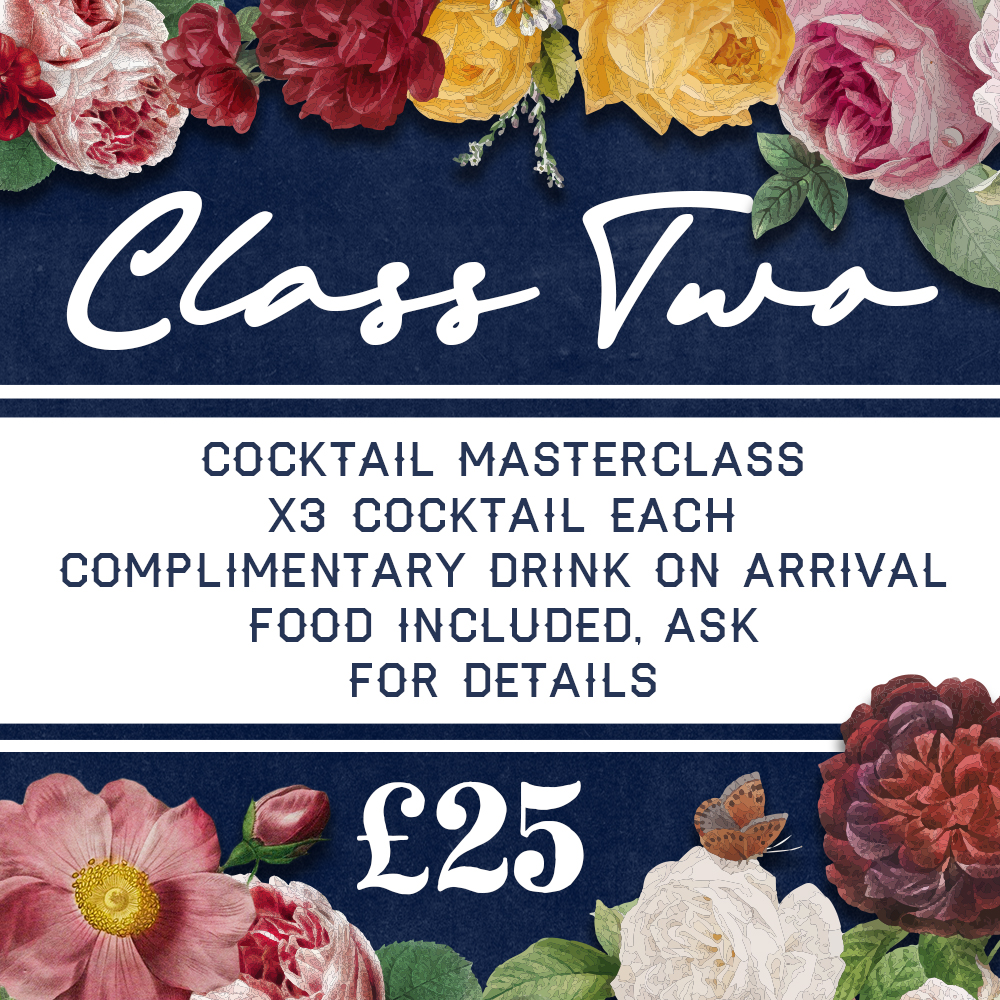 Class Two
COCKTAIL MASTERCLASS
X3 COCKTAIL EACH
COMPLIMENTARY DRINK ON ARRIVAL
FOOD INCLUDED, ASK
FOR DETAILS
£25